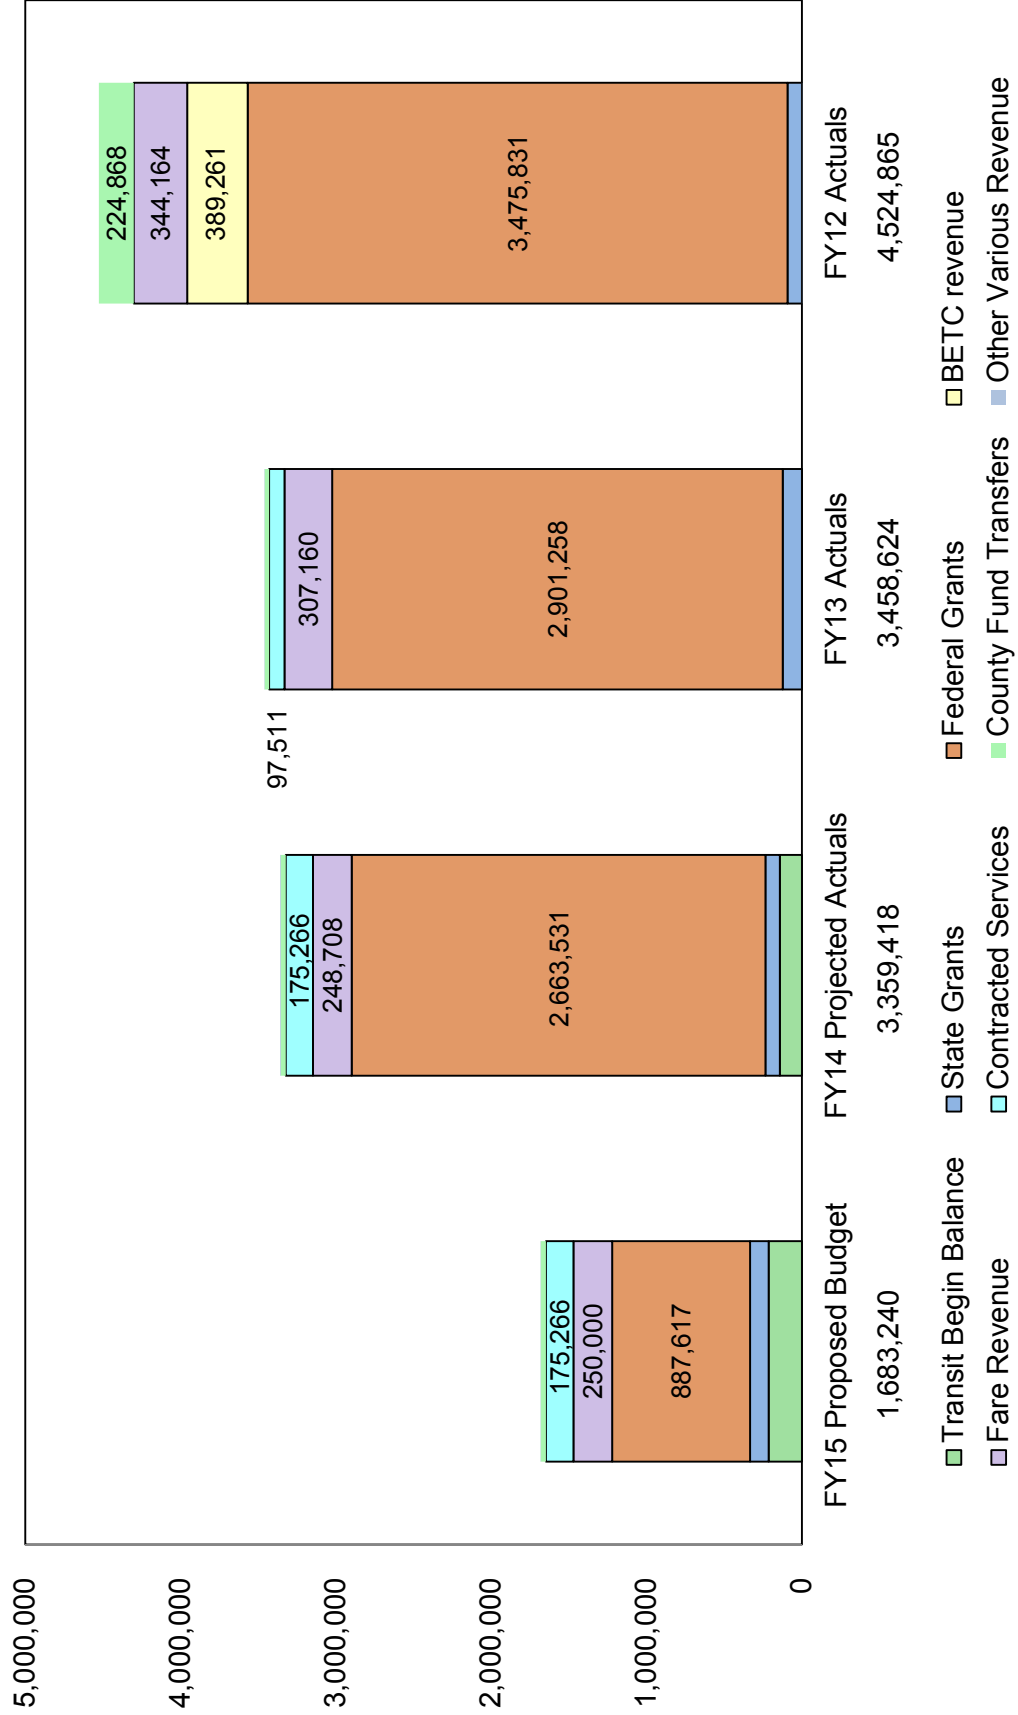 5,000,000
4,000,000
3,000,000
2,000,000
1,000,000
0
175,266
250,000
887,617
175,266
248,708
2,663,531
97,511
307,160
2,901,258
224,868
344,164
389,261
3,475,831
FY15 Proposed Budget
1,683,240
FY14 Projected Actuals
3,359,418
FY13 Actuals
3,458,624
FY12 Actuals
4,524,865
Transit Begin Balance
State Grants
Federal Grants
BETC revenue
Fare Revenue
Contracted Services
County Fund Transfers
Other Various Revenue